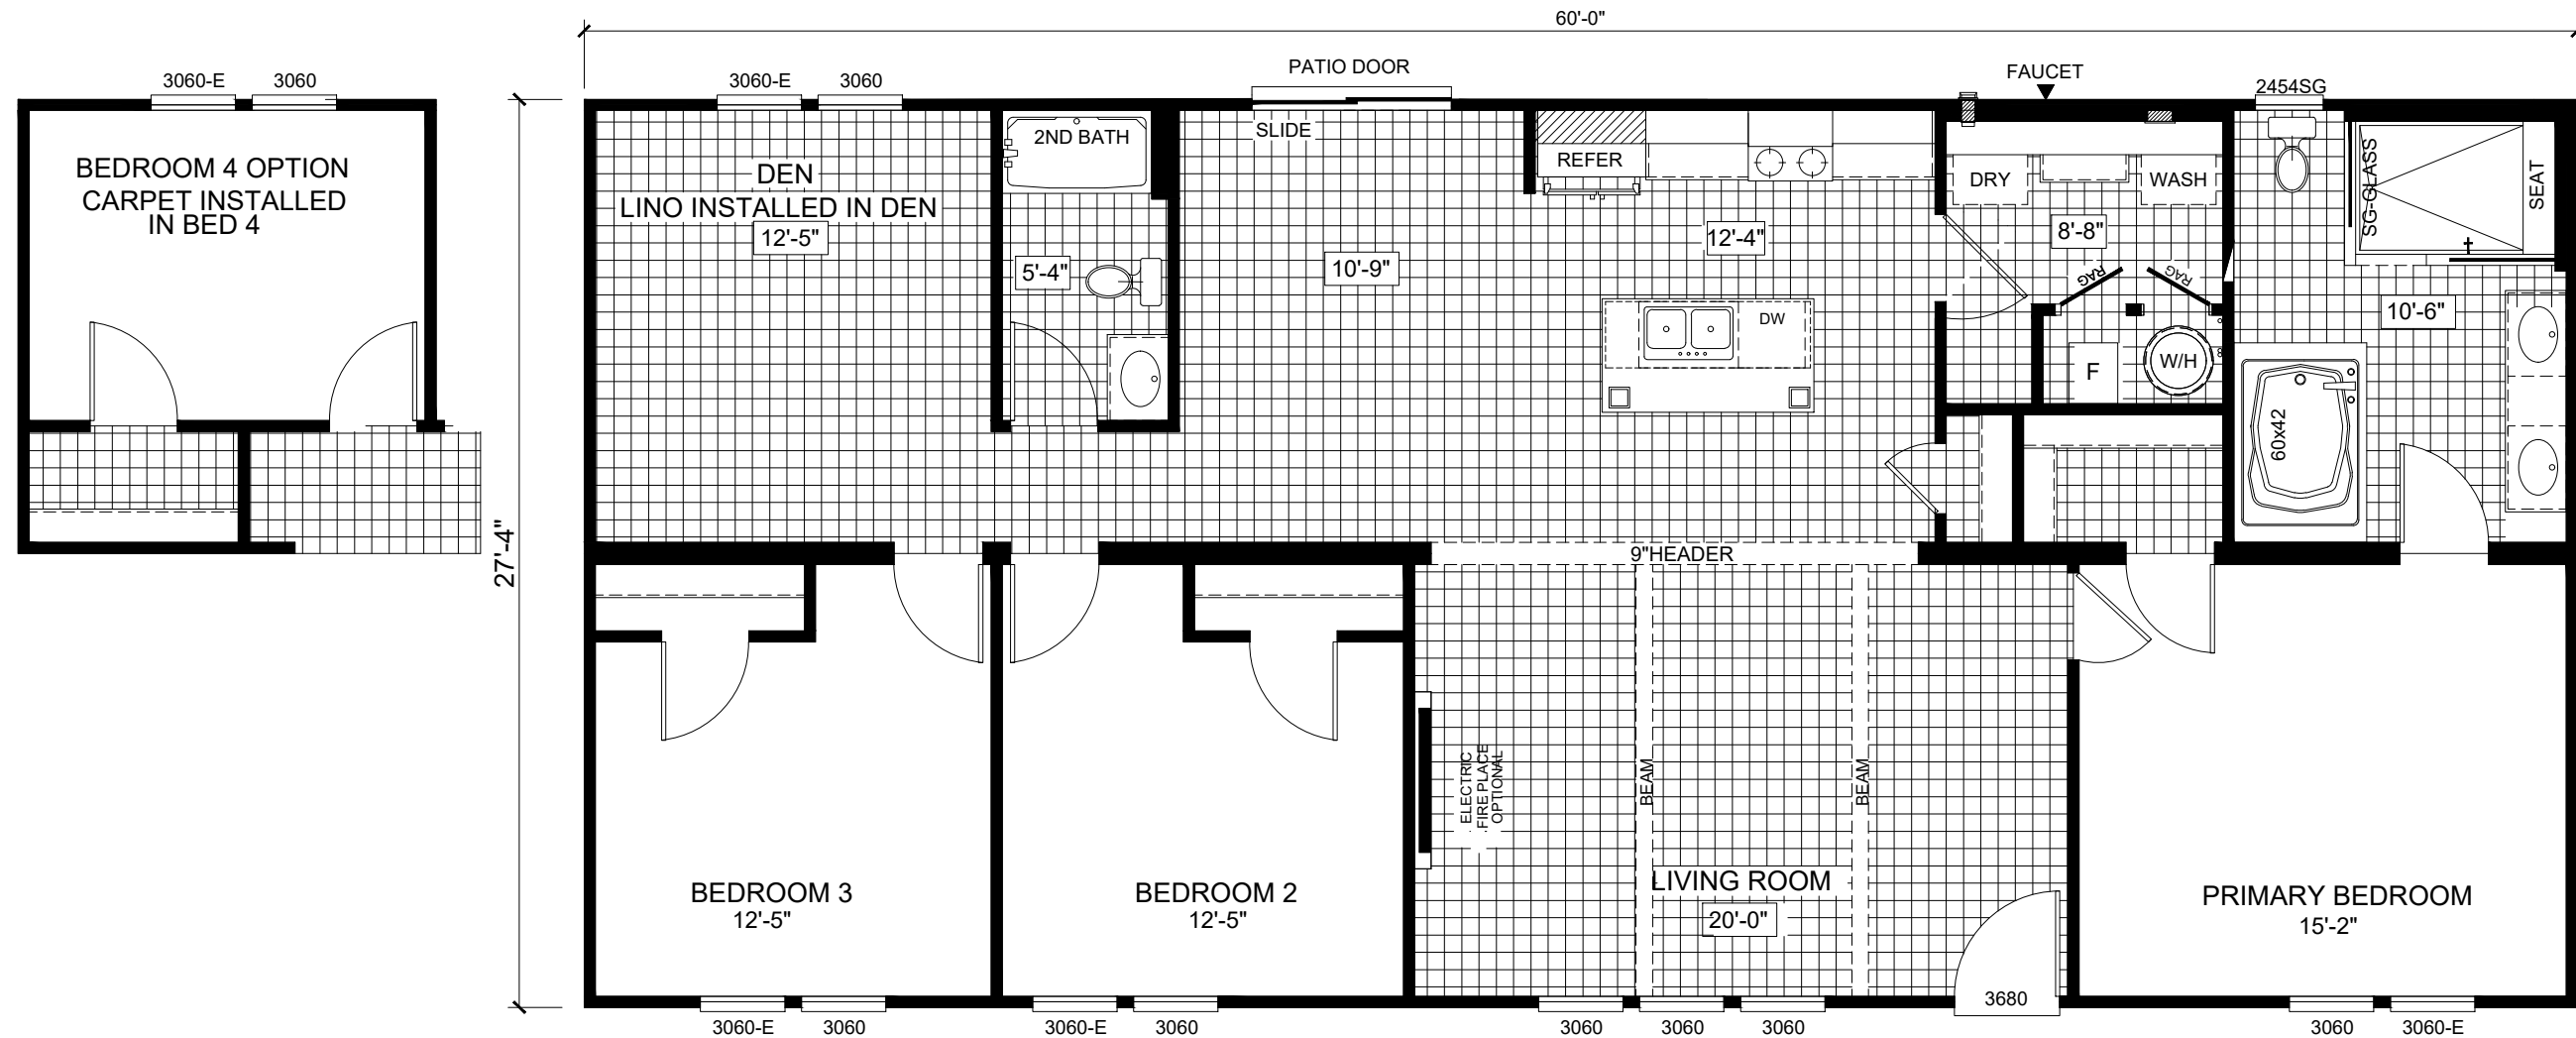 60'-0"
3060-E
3060
BEDROOM 4 OPTION
CARPET INSTALLED
IN BED 4
27'-4"
3060-E
3060
PATIO DOOR
SLIDE
FAUCET
2454SG
DEN
LINO INSTALLED IN DEN
12'-5"
2ND BATH
5'-4"
10'-9"
REFER
12'-4"
DW
DRY
WASH
8'-8"
RAG
RAG
F
W/H
SG-GLASS
SEAT
10'-6"
60x42
9"HEADER
BEDROOM 3
12'-5"
BEDROOM 2
12'-5"
ELECTRIC
FIRE PLACE
OPTIONAL
BEAM
BEAM
LIVING ROOM
20'-0"
PRIMARY BEDROOM
15'-2"
3680
3060-E
3060
3060-E
3060
3060
3060
3060
3060
3060-E